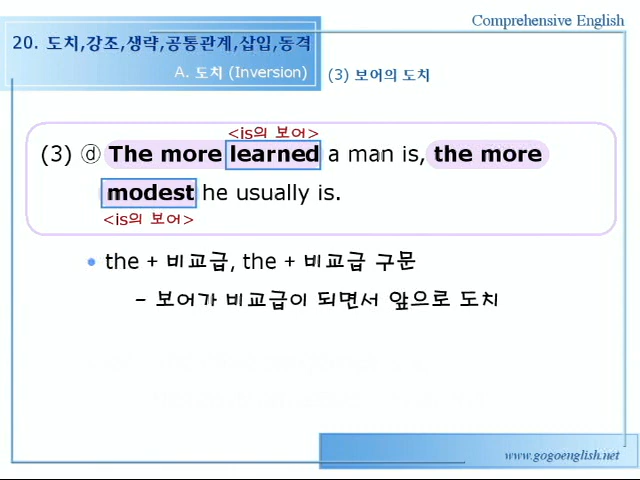 Comprehensive English
20. 도치,강조,생략,공통관계,삽입,동격
A. 도치 (Inversion)
(3) 보어의 도치
<is의 보어>
(3) ⓓ The more learned a man is, the more
modest he usually is.
<is의 보어>
• the + 비교급, the + 비교급 구문
– 보어가 비교급이 되면서 앞으로 도치
www.gogoenglish.net